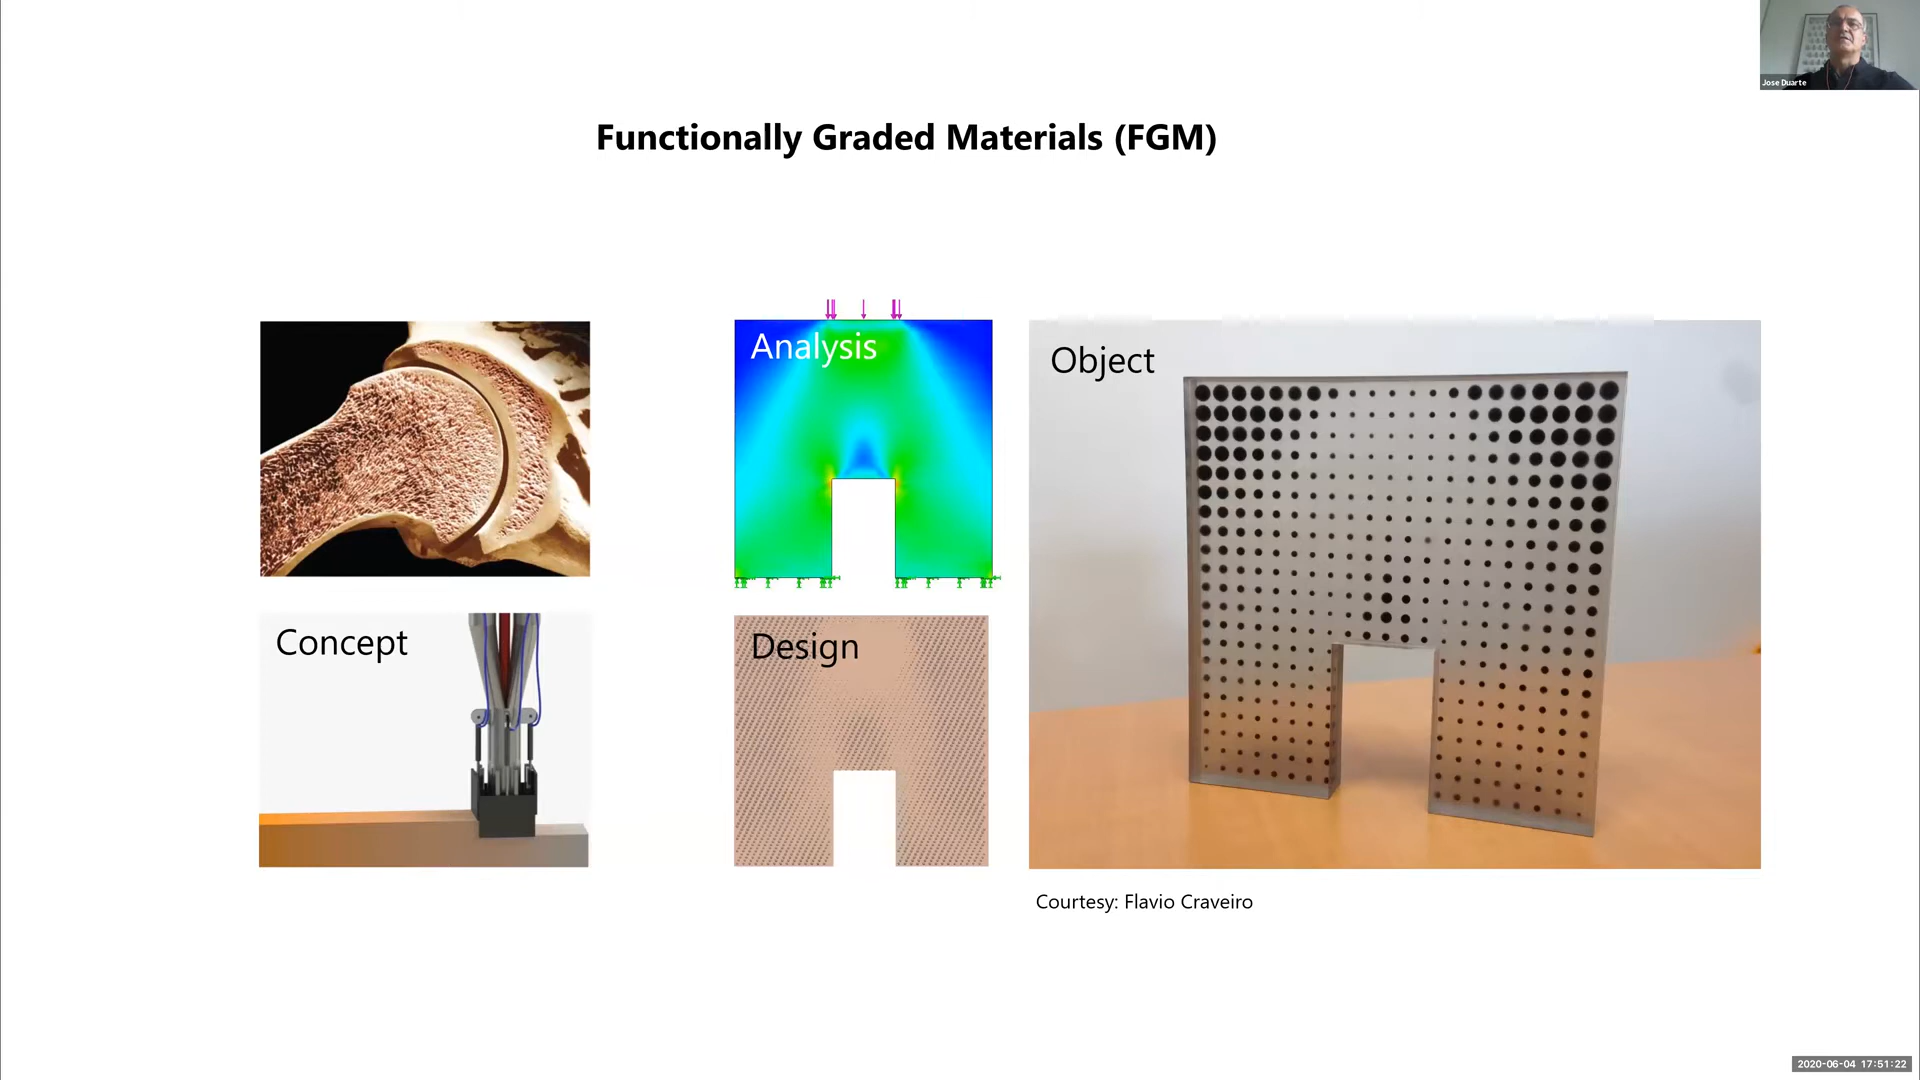 Jose Duarte
Functionally Graded Materials (FGM)
Analysis
Object
Concept
Design
Courtesy: Flavio Craveiro
2020-06-04 17:51:22